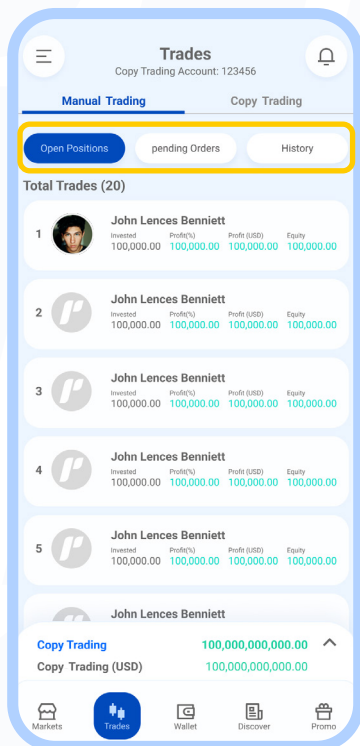 Trades
Copy Trading Account: 123456
Manual Trading Copy Trading
Open Positions pending Orders History
Total Trades (20)
1 John Lences Benniett
Invested Profit(%) Profit (USD) Equity
100,000.00 100,000.00 100,000.00 100,000.00
2 John Lences Benniett
Invested Profit(%) Profit (USD) Equity
100,000.00 100,000.00 100,000.00 100,000.00
3 John Lences Benniett
Invested Profit(%) Profit (USD) Equity
100,000.00 100,000.00 100,000.00 100,000.00
4 John Lences Benniett
Invested Profit(%) Profit (USD) Equity
100,000.00 100,000.00 100,000.00 100,000.00
5 John Lences Benniett
Invested Profit(%) Profit (USD) Equity
100,000.00 100,000.00 100,000.00 100,000.00
John Lences Benniett
Copy Trading 100,000,000,000.00
Copy Trading (USD) 100,000,000,000.00
Markets Trades Wallet Discover Promo